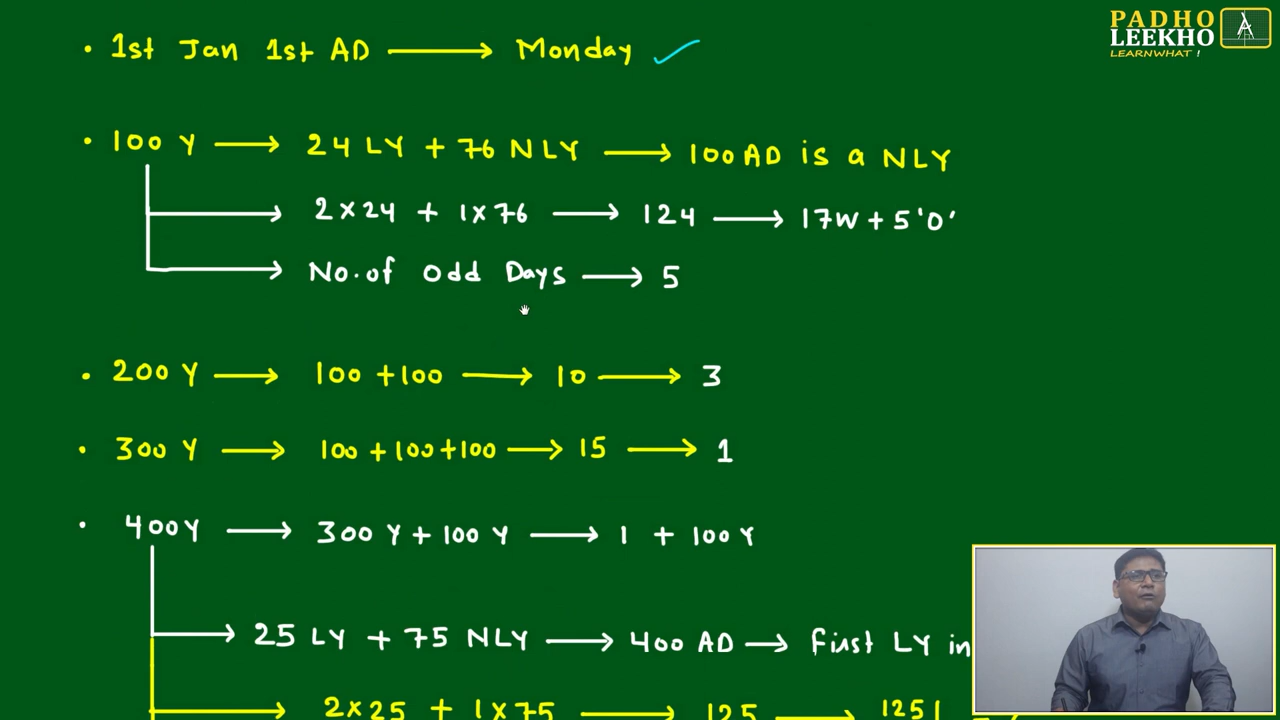 PADHO
LEEKHO
LEARNWHAT !
• 1st Jan 1st AD → Monday ✓
• 100 Y → 24 LY + 76 NLY → 100 AD is a NLY
→ 2×24 + 1×76 → 124 → 17W + 5'0'
→ No. of Odd Days → 5
• 200 Y → 100 + 100 → 10 → 3
• 300 Y → 100 + 100 + 100 → 15 → 1
• 400 Y → 300 Y + 100 Y → 1 + 100 Y
→ 25 LY + 75 NLY → 400 AD → First LY in
→ 2×25 + 1×75 → 125 → 125